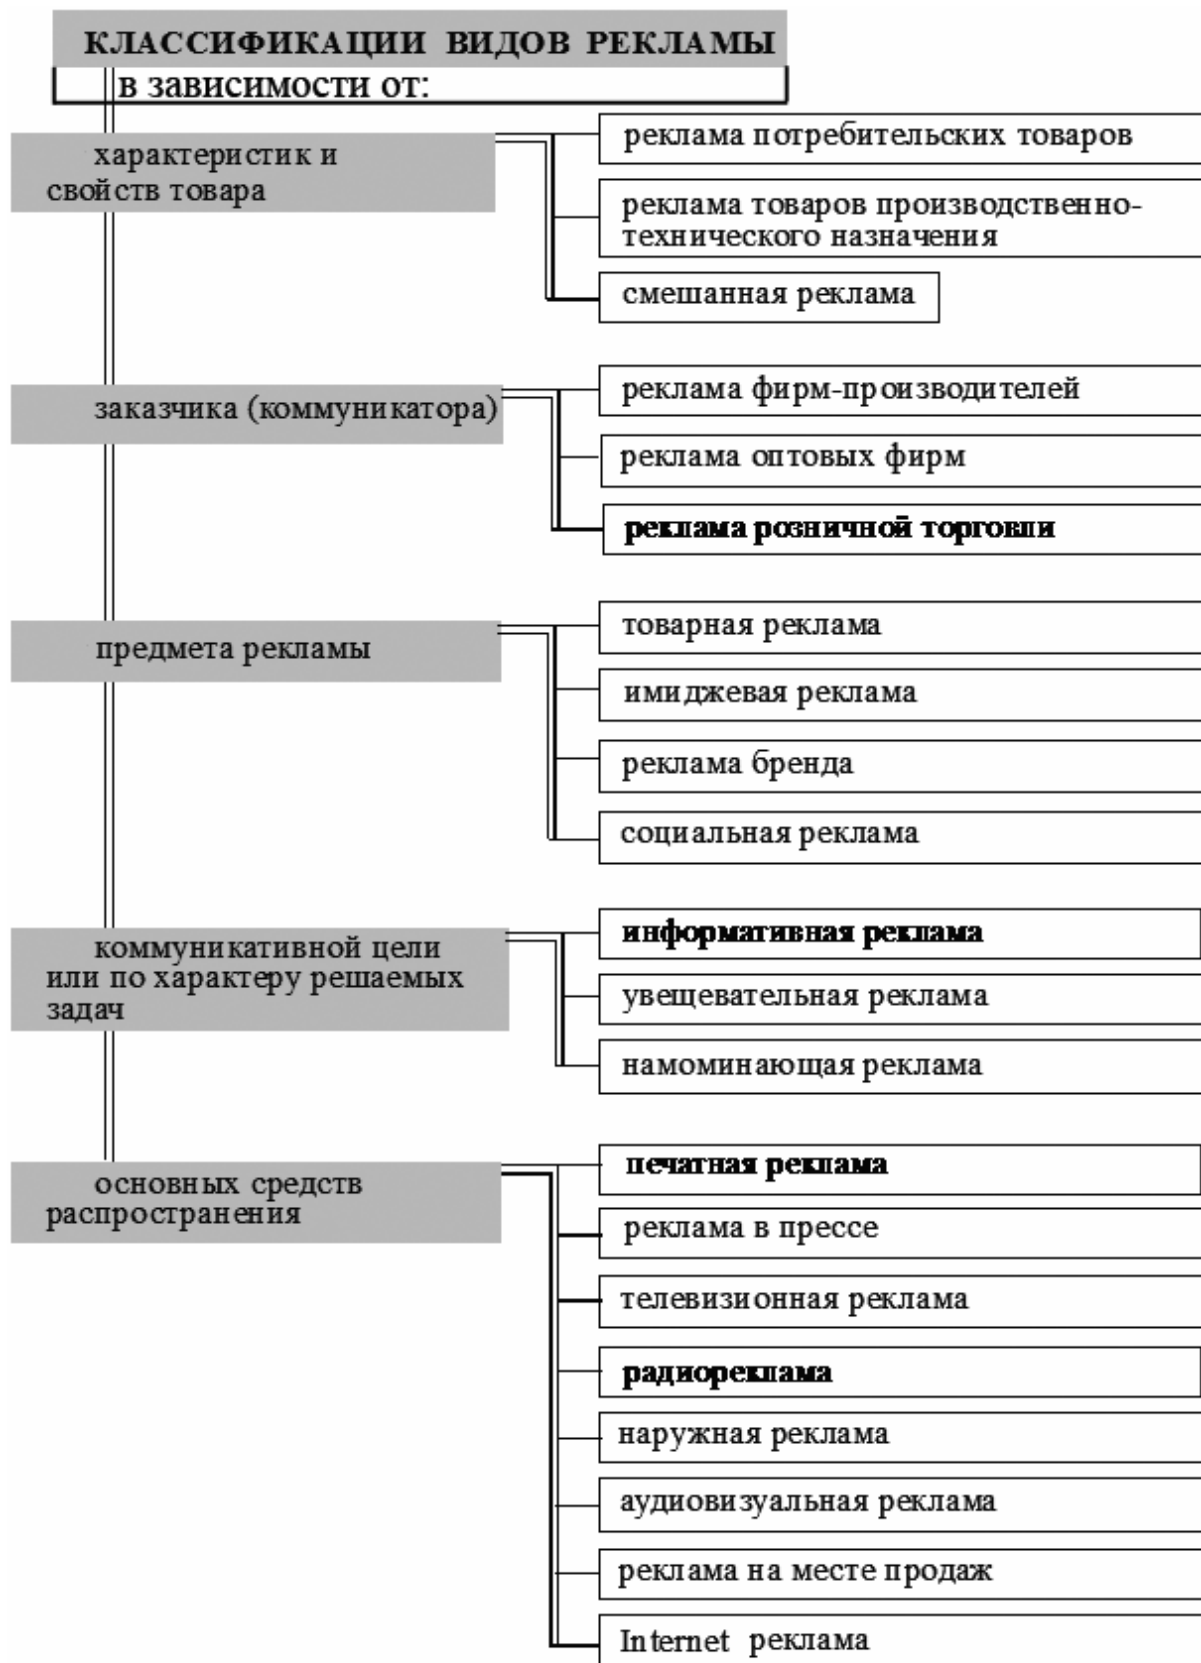 КЛАССИФИКАЦИИ ВИДОВ РЕКЛАМЫ
в зависимости от:
характеристик и
свойств товара
реклама потребительских товаров
реклама товаров производственно-
технического назначения
смешанная реклама
заказчика (коммуникатора)
реклама фирм-производителей
реклама оптовых фирм
реклама розничной торговли
предмета рекламы
товарная реклама
имиджевая реклама
реклама бренда
социальная реклама
коммуникативной цели
или по характеру решаемых
задач
информативная реклама
увещевательная реклама
намоминающая реклама
основных средств
распространения
печатная реклама
реклама в прессе
телевизионная реклама
радиореклама
наружная реклама
аудиовизуальная реклама
реклама на месте продаж
Internet реклама